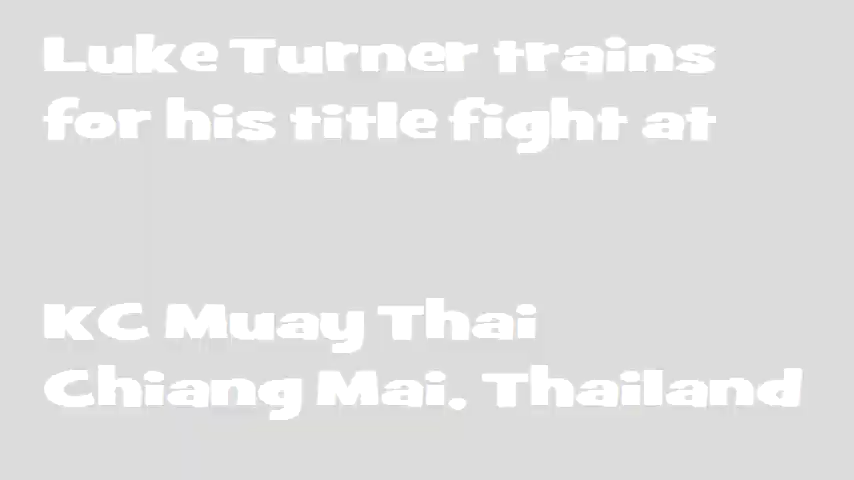 Luke Turner trains
for his title fight at
KC Muay Thai
Chiang Mai. Thailand